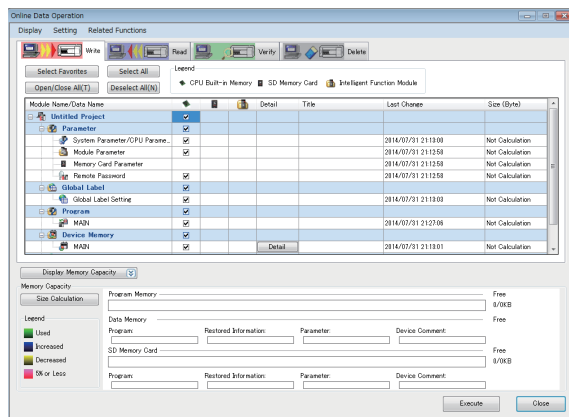 Online Data Operation
Display Setting Related Functions
Write Read Verify Delete
Select Favorites Select All
Open/Close All(T) Deselect All(N)
Legend
CPU Built-in Memory SD Memory Card Intelligent Function Module
Module Name/Data Name Detail Title Last Change Size (Byte)
Untitled Project
Parameter
System Parameter/CPU Parame... 2014/07/31 21:13:00 Not Calculation
Module Parameter 2014/07/31 21:12:58 Not Calculation
Memory Card Parameter 2014/07/31 21:12:58 Not Calculation
Remote Password 2014/07/31 21:12:58 Not Calculation
Global Label
Global Label Setting 2014/07/31 21:13:03 Not Calculation
Program
MAIN 2014/07/31 21:27:06 Not Calculation
Device Memory
MAIN Detail 2014/07/31 21:13:01 Not Calculation
Display Memory Capacity
Memory Capacity
Size Calculation
Legend
Used
Increased
Decreased
5% or Less
Program Memory Free
0/0KB
Data Memory Free
Program: Restored Information: Parameter: Device Comment:
SD Memory Card Free
0/0KB
Program: Restored Information: Parameter: Device Comment:
Execute Close